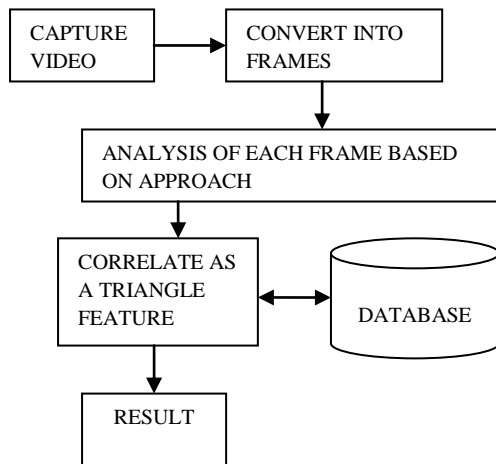 CAPTURE
VIDEO
CONVERT INTO
FRAMES
ANALYSIS OF EACH FRAME BASED
ON APPROACH
CORRELATE AS
A TRIANGLE
FEATURE
DATABASE
RESULT